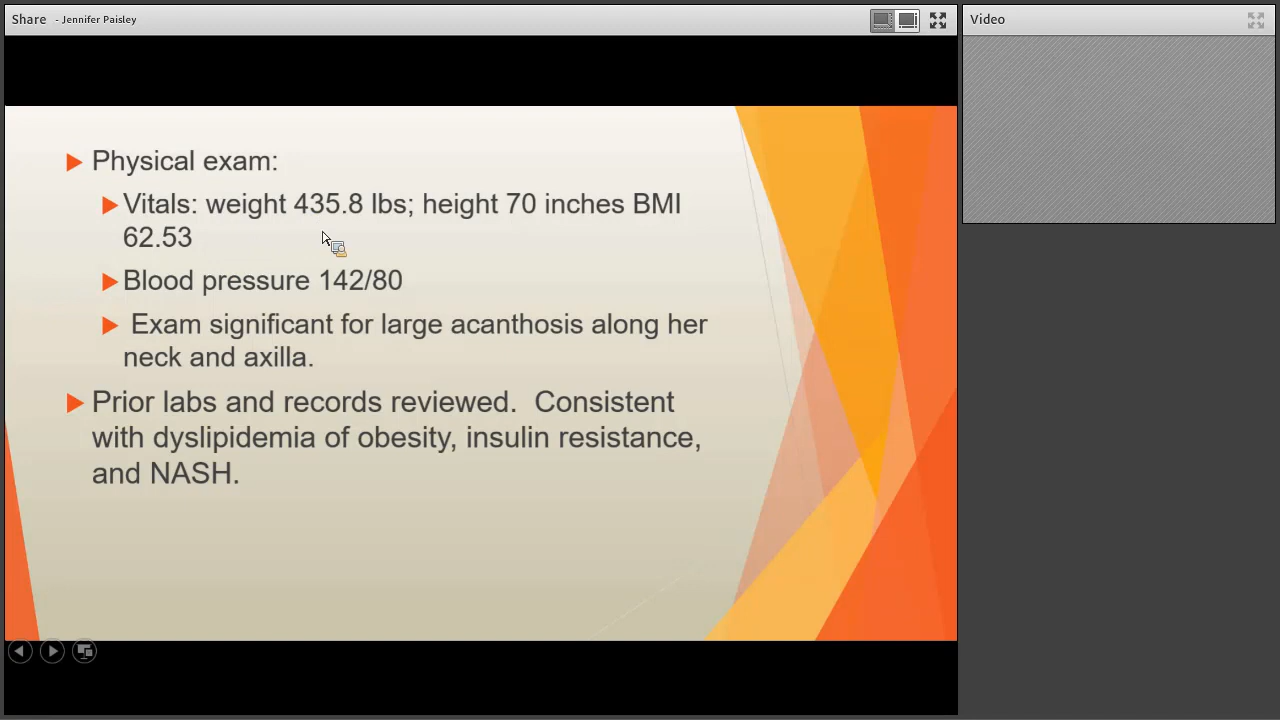 Share - Jennifer Paisley
Video
Physical exam:
Vitals: weight 435.8 lbs; height 70 inches BMI
62.53
Blood pressure 142/80
Exam significant for large acanthosis along her
neck and axilla.
Prior labs and records reviewed.  Consistent
with dyslipidemia of obesity, insulin resistance,
and NASH.